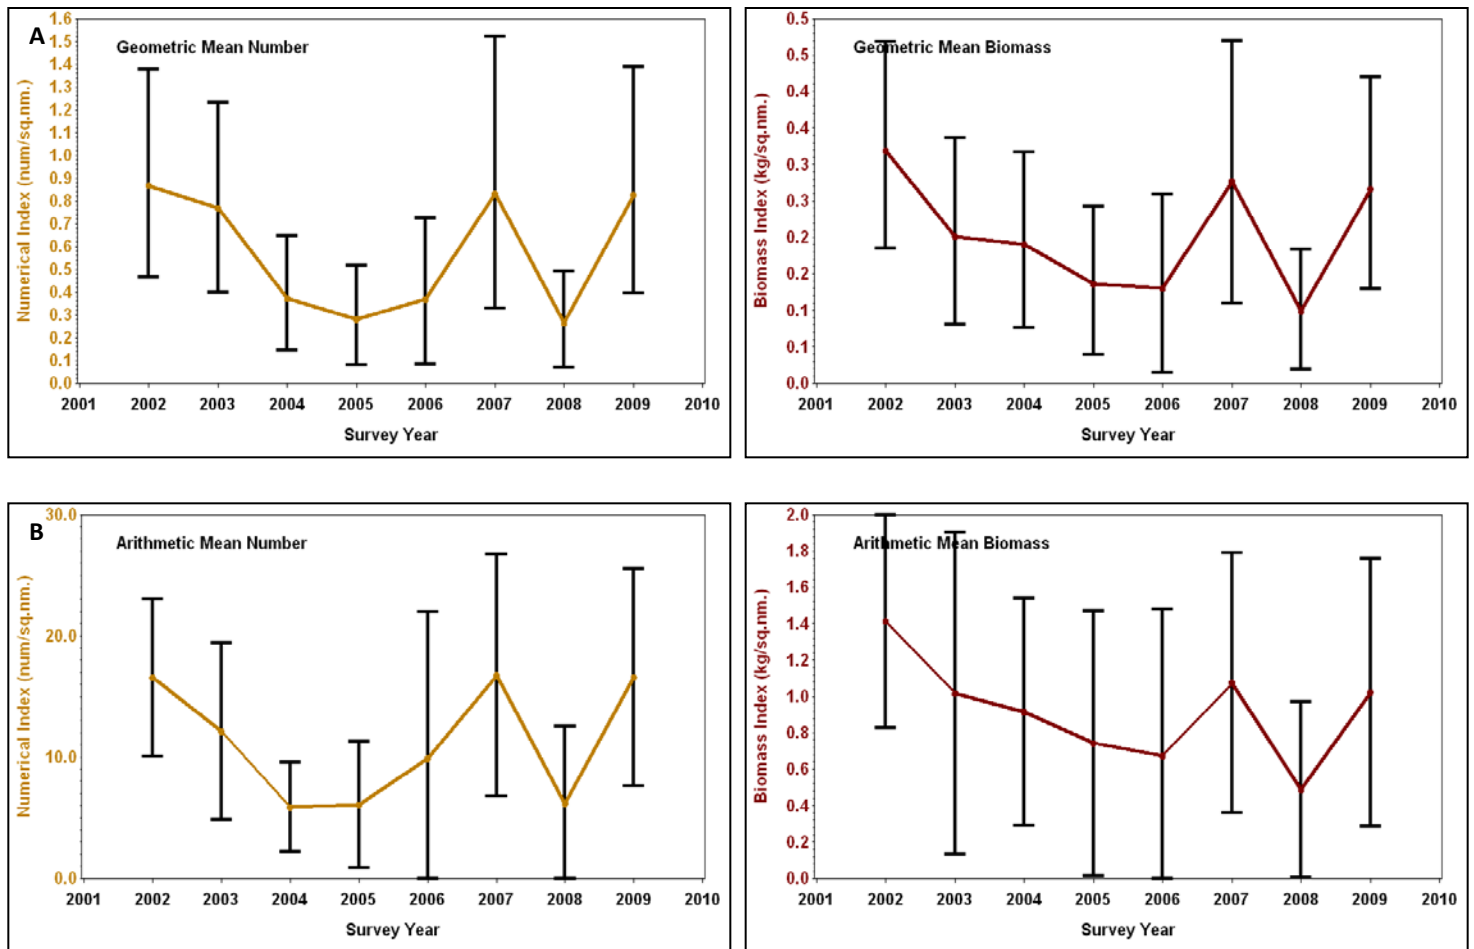 A
Geometric Mean Number
Numerical Index (num/sq.nm.)
1.6
1.5
1.4
1.3
1.2
1.1
1.0
0.9
0.8
0.7
0.6
0.5
0.4
0.3
0.2
0.1
0.0
2001 2002 2003 2004 2005 2006 2007 2008 2009 2010
Survey Year
Geometric Mean Biomass
Biomass Index (kg/sq.nm.)
0.5
0.5
0.4
0.4
0.3
0.3
0.2
0.2
0.1
0.1
0.0
2001 2002 2003 2004 2005 2006 2007 2008 2009 2010
Survey Year
B
Arithmetic Mean Number
Numerical Index (num/sq.nm.)
30.0
20.0
10.0
0.0
2001 2002 2003 2004 2005 2006 2007 2008 2009 2010
Survey Year
Arithmetic Mean Biomass
Biomass Index (kg/sq.nm.)
2.0
1.8
1.6
1.4
1.2
1.0
0.8
0.6
0.4
0.2
0.0
2001 2002 2003 2004 2005 2006 2007 2008 2009 2010
Survey Year